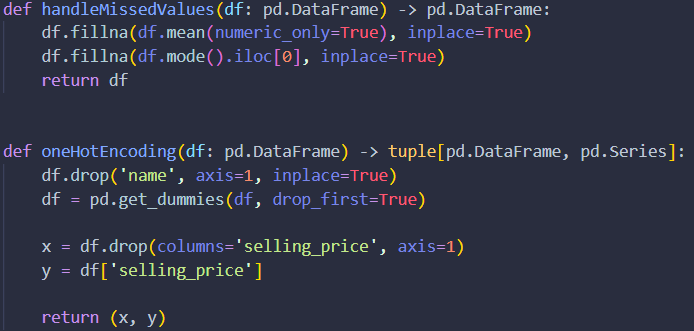 def handleMissedValues(df: pd.DataFrame) -> pd.DataFrame:
    df.fillna(df.mean(numeric_only=True), inplace=True)
    df.fillna(df.mode().iloc[0], inplace=True)
    return df
def oneHotEncoding(df: pd.DataFrame) -> tuple[pd.DataFrame, pd.Series]:
    df.drop('name', axis=1, inplace=True)
    df = pd.get_dummies(df, drop_first=True)
    x = df.drop(columns='selling_price', axis=1)
    y = df['selling_price']
    return (x, y)